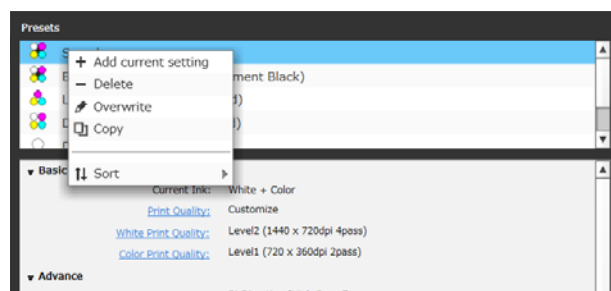 Presets
+ Add current setting
− Delete
Overwrite
Copy
Sort
ment Black)
d)
l)
Basic
Current Ink: White + Color
Print Quality: Customize
White Print Quality: Level2 (1440 x 720dpi 4pass)
Color Print Quality: Level1 (720 x 360dpi 2pass)
Advance